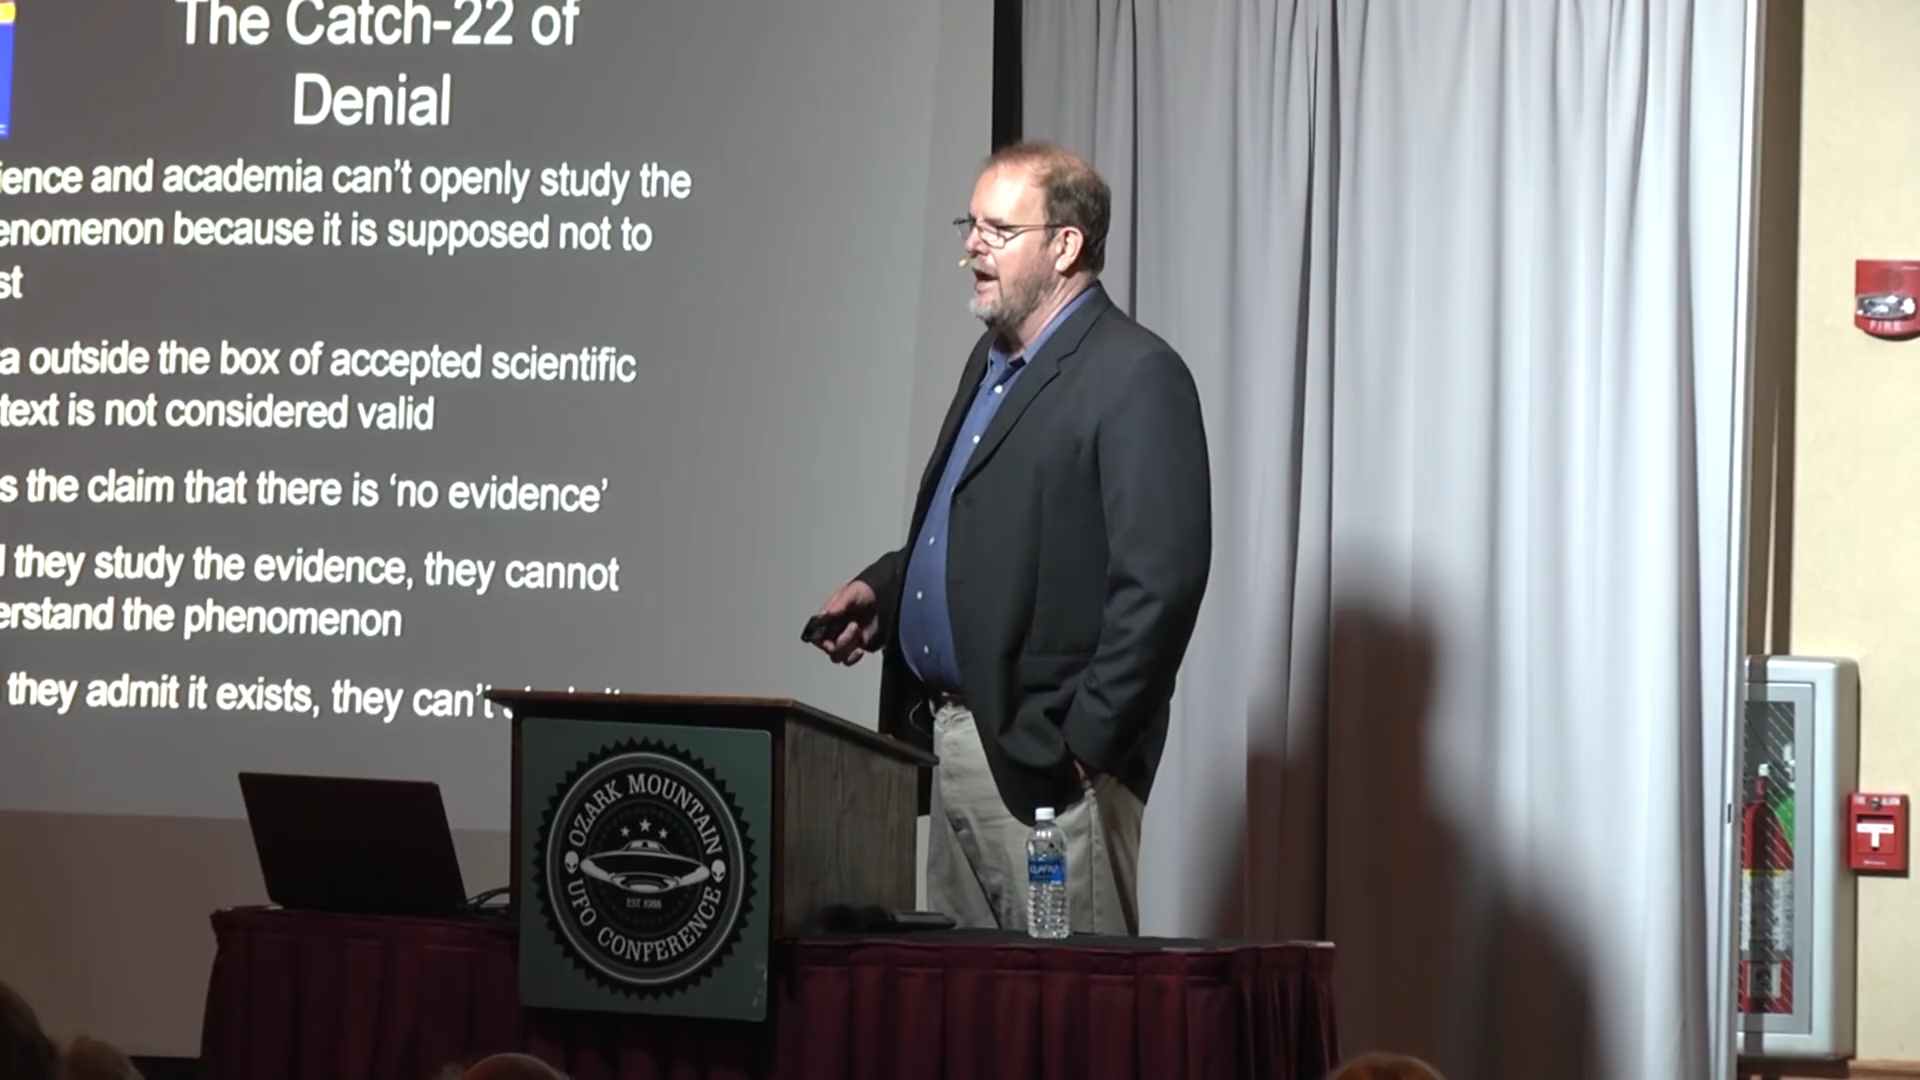 The Catch-22 of
Denial
ience and academia can't openly study the
enomenon because it is supposed not to
st
a outside the box of accepted scientific
text is not considered valid
s the claim that there is 'no evidence'
they study the evidence, they cannot
erstand the phenomenon
they admit it exists, they can't
OZARK MOUNTAIN
EST 1988
UFO CONFERENCE
AQUAFINA
FIRE
FIRE ALARM